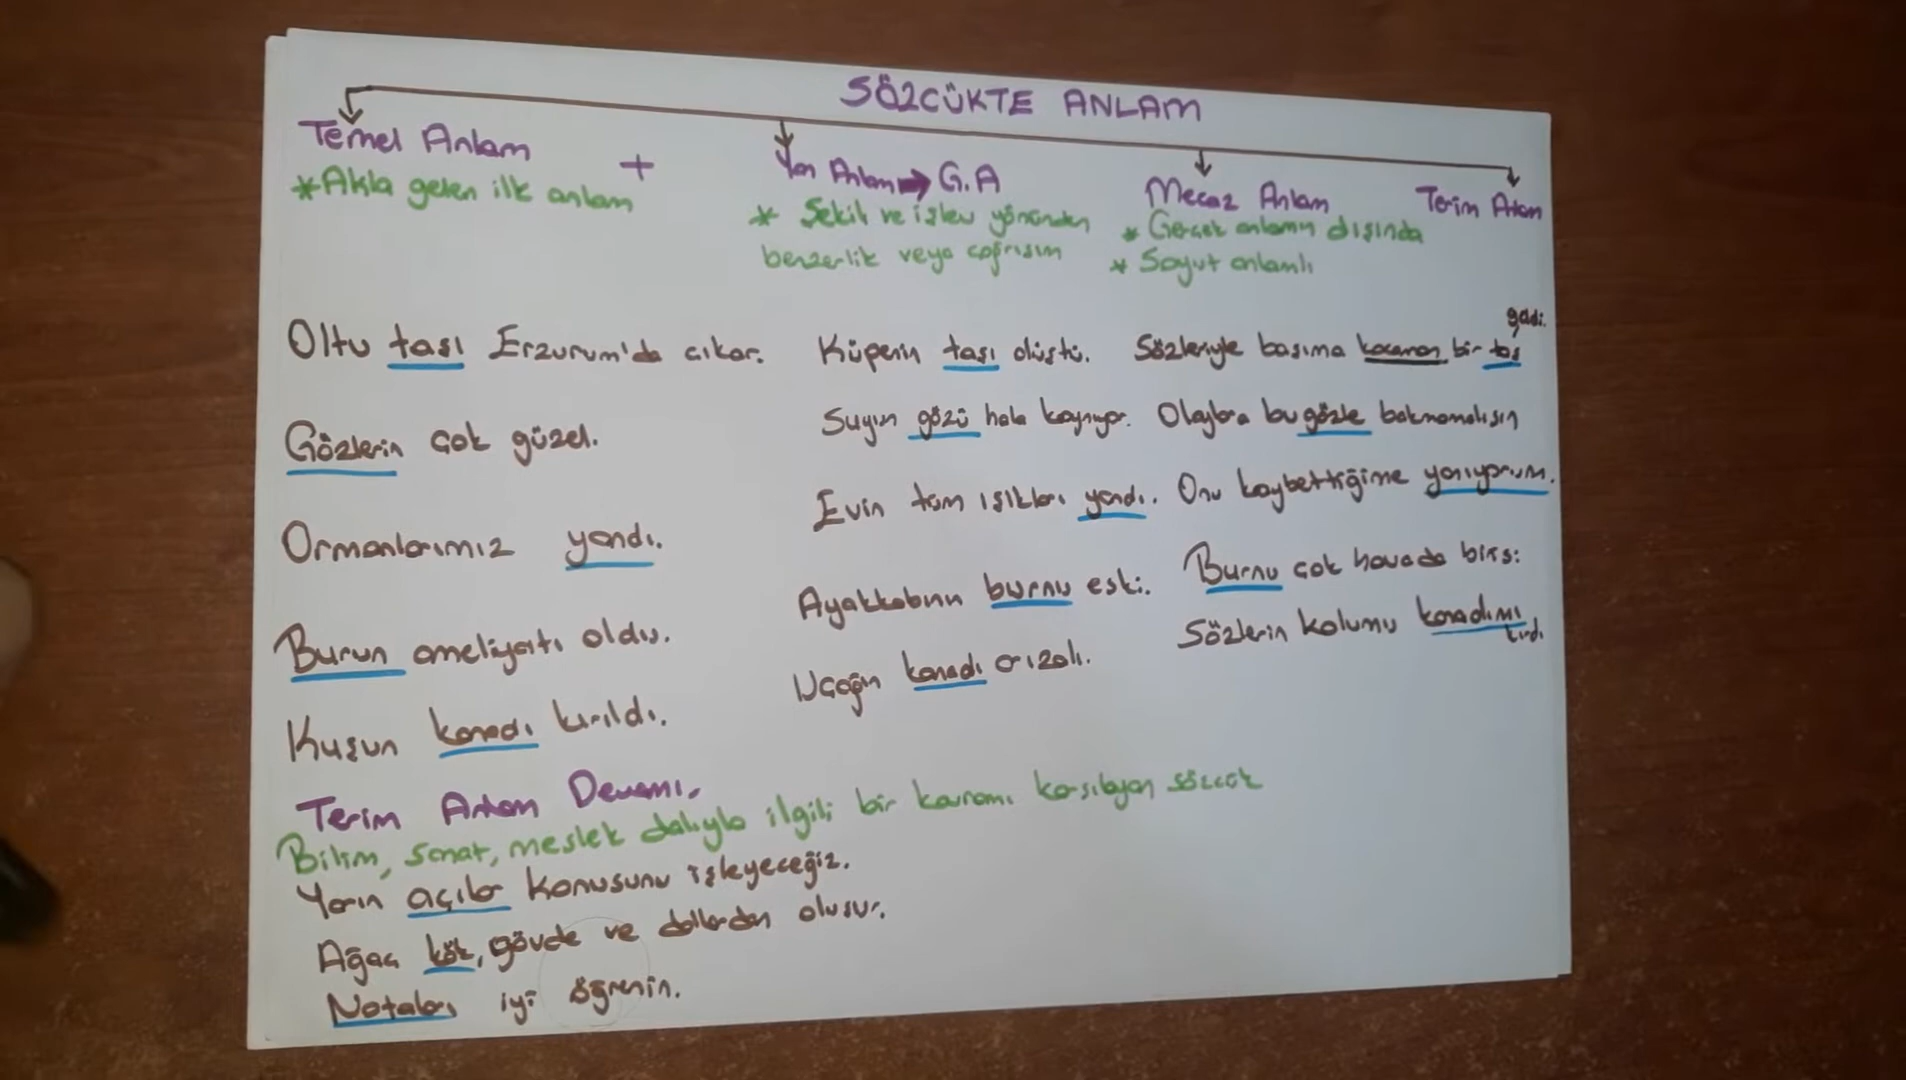 SÖZCÜKTE ANLAM
Temel Anlam
*Akla gelen ilk anlam
+
Yan Anlam → G.A
* Şekil ve işlev yönünden
benzerlik veya çağrışım
Mecaz Anlam
* Gerçek anlamın dışında
* Soyut anlamlı
Terim Anlam
Oltu taşı Erzurum'da çıkar.
Gözlerin çok güzel.
Ormanlarımız yandı.
Burun ameliyatı oldu.
Kuşun kanadı kırıldı.
Küpenin taşı düştü.
Suyun gözü hala kaynıyor.
Evin tüm ışıkları yandı.
Ayakkabının burnu eski.
Uçağın kanadı arızalı.
Sözleriyle başıma kocaman bir taş
geldi.
Olaylara bu gözle bakmamalısın
Onu kaybettiğime yanıyorum.
Burnu çok havada birsi
Sözlerin kolumu kanadımı
kırdı.
Terim Anlam Devamı.
Bilim, sanat, meslek dalıyla ilgili bir kavramı karşılayan sözcük
Yarın açılar konusunu işleyeceğiz.
Ağaç kök, gövde ve dallardan oluşur.
Notaları iyi öğrenin.